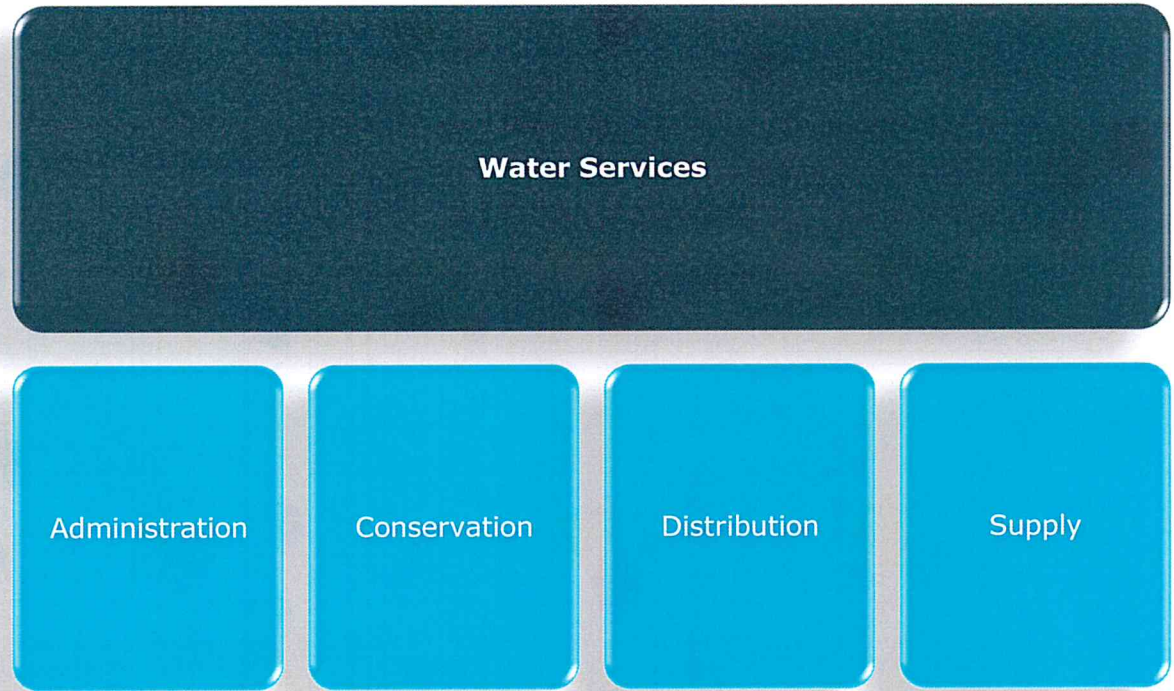 Water Services
Administration
Conservation
Distribution
Supply